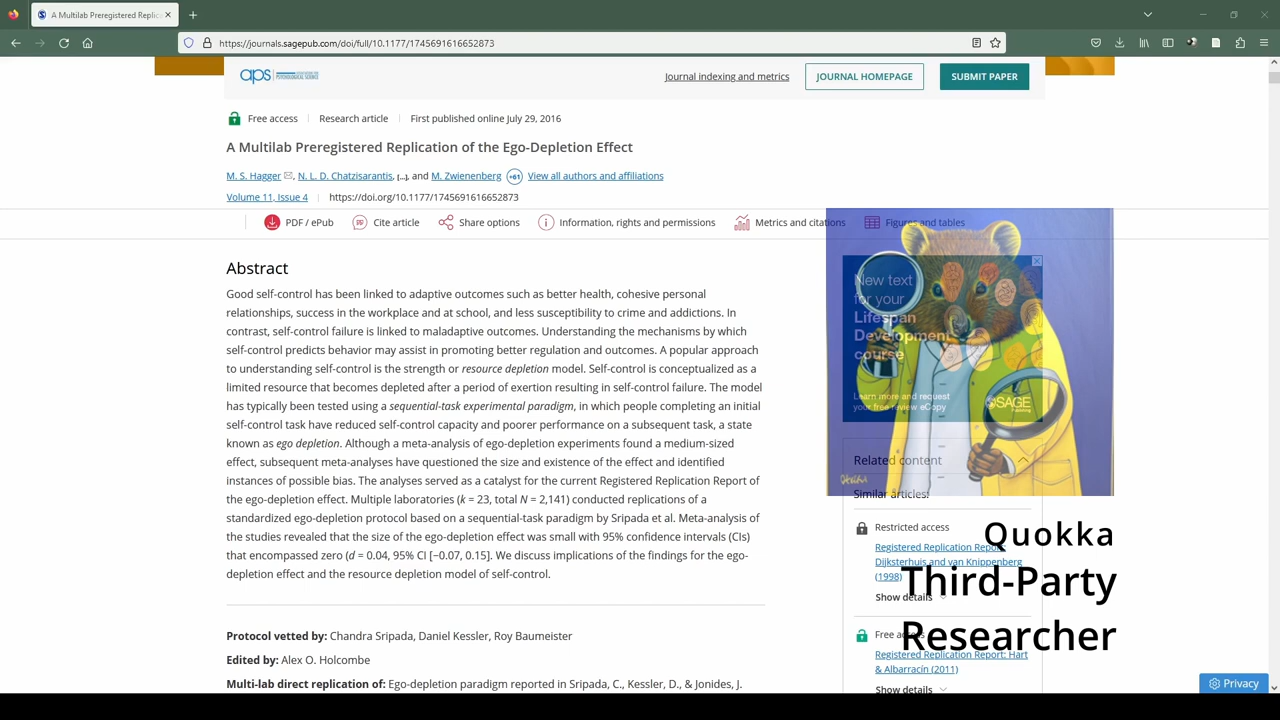 A Multilab Preregistered Replic
https://journals.sagepub.com/doi/full/10.1177/1745691616652873
aps
Journal indexing and metrics
JOURNAL HOMEPAGE
SUBMIT PAPER
Free access
Research article
First published online July 29, 2016
A Multilab Preregistered Replication of the Ego-Depletion Effect
M. S. Hagger, N. L. D. Chatzisarantis, [...], and M. Zwienenberg +61 View all authors and affiliations
Volume 11, Issue 4
https://doi.org/10.1177/1745691616652873
PDF / ePub
Cite article
Share options
Information, rights and permissions
Metrics and citations
Figures and tables
Abstract
Good self-control has been linked to adaptive outcomes such as better health, cohesive personal
relationships, success in the workplace and at school, and less susceptibility to crime and addictions. In
contrast, self-control failure is linked to maladaptive outcomes. Understanding the mechanisms by which
self-control predicts behavior may assist in promoting better regulation and outcomes. A popular approach
to understanding self-control is the strength or resource depletion model. Self-control is conceptualized as a
limited resource that becomes depleted after a period of exertion resulting in self-control failure. The model
has typically been tested using a sequential-task experimental paradigm, in which people completing an initial
self-control task have reduced self-control capacity and poorer performance on a subsequent task, a state
known as ego depletion. Although a meta-analysis of ego-depletion experiments found a medium-sized
effect, subsequent meta-analyses have questioned the size and existence of the effect and identified
instances of possible bias. The analyses served as a catalyst for the current Registered Replication Report of
the ego-depletion effect. Multiple laboratories (k = 23, total N = 2,141) conducted replications of a
standardized ego-depletion protocol based on a sequential-task paradigm by Sripada et al. Meta-analysis of
the studies revealed that the size of the ego-depletion effect was small with 95% confidence intervals (CIs)
that encompassed zero (d = 0.04, 95% CI [−0.07, 0.15]. We discuss implications of the findings for the ego-
depletion effect and the resource depletion model of self-control.
Protocol vetted by: Chandra Sripada, Daniel Kessler, Roy Baumeister
Edited by: Alex O. Holcombe
Multi-lab direct replication of: Ego-depletion paradigm reported in Sripada, C., Kessler, D., & Jonides, J.
New text
for your
Lifespan
Development
course
Learn more and request
your free review eCopy
SAGE
Related content
Similar articles:
Restricted access
Registered Replication Report:
Dijksterhuis and van Knippenberg
(1998)
Show details
Free access
Registered Replication Report: Hart
& Albarracín (2011)
Show details
Quokka
Third-Party
Researcher
Privacy